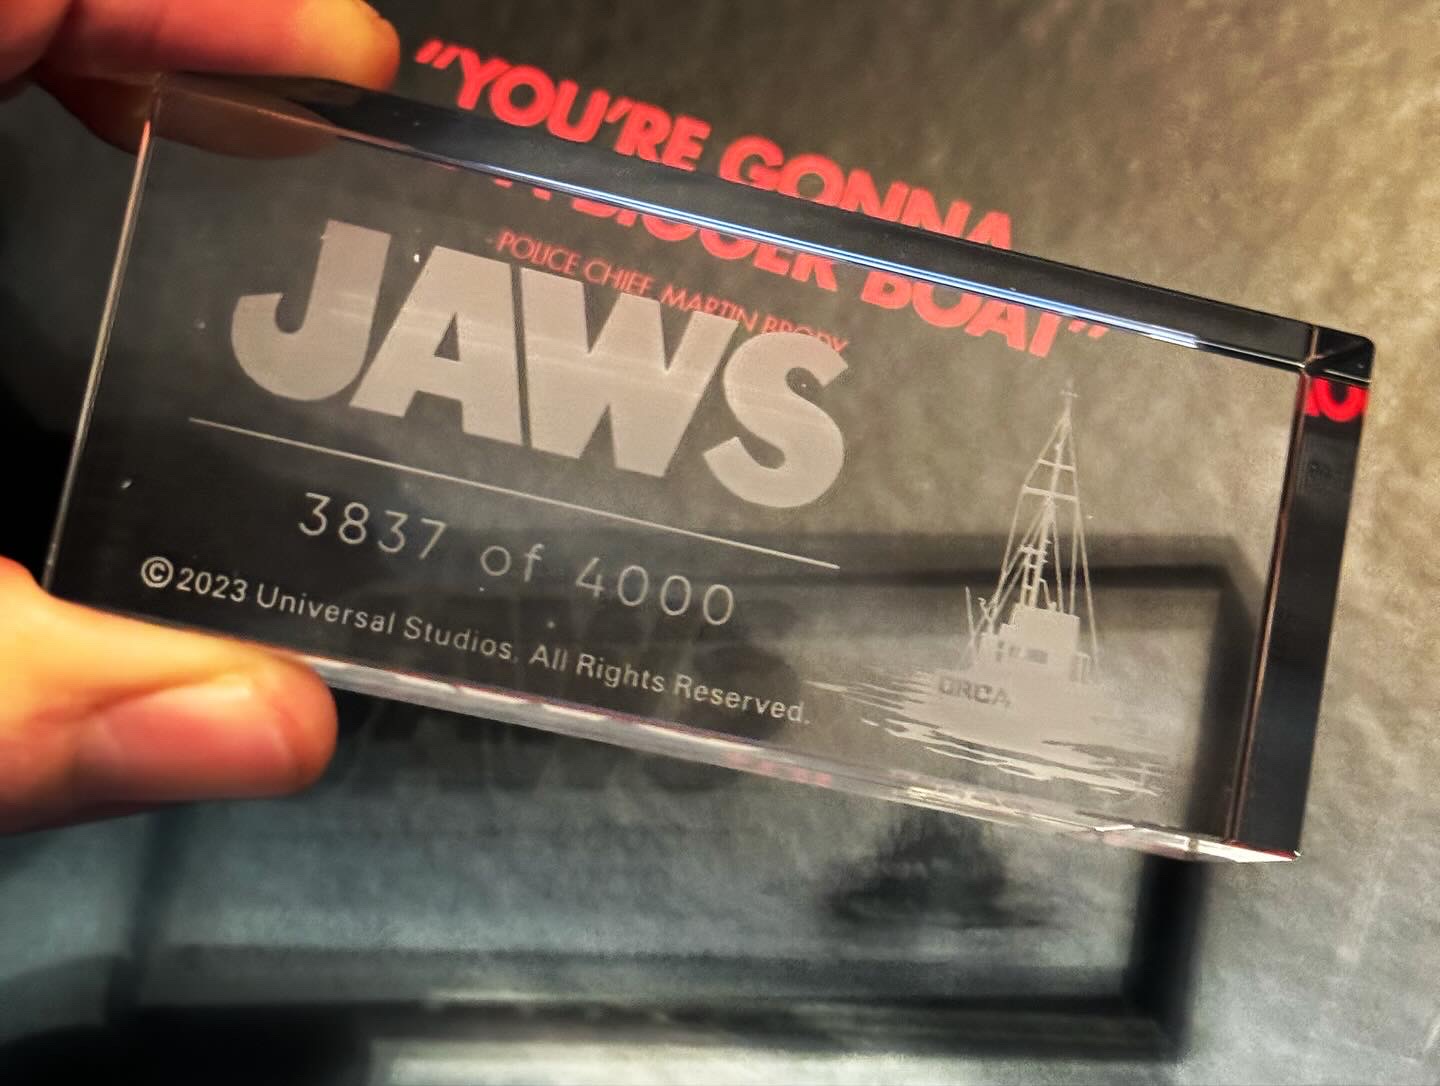 “YOU’RE GONNA
A BIGGER BOAT”
POLICE CHIEF MARTIN BRODY
JAWS
3837 of 4000
©2023 Universal Studios. All Rights Reserved.
ORCA